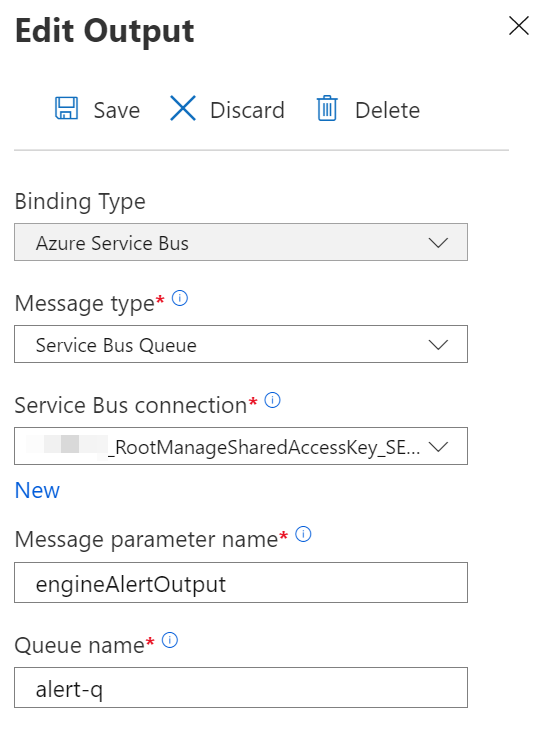 Edit Output
Save Discard Delete
Binding Type
Azure Service Bus
Message type*
Service Bus Queue
Service Bus connection*
_RootManageSharedAccessKey_SE...
New
Message parameter name*
engineAlertOutput
Queue name*
alert-q